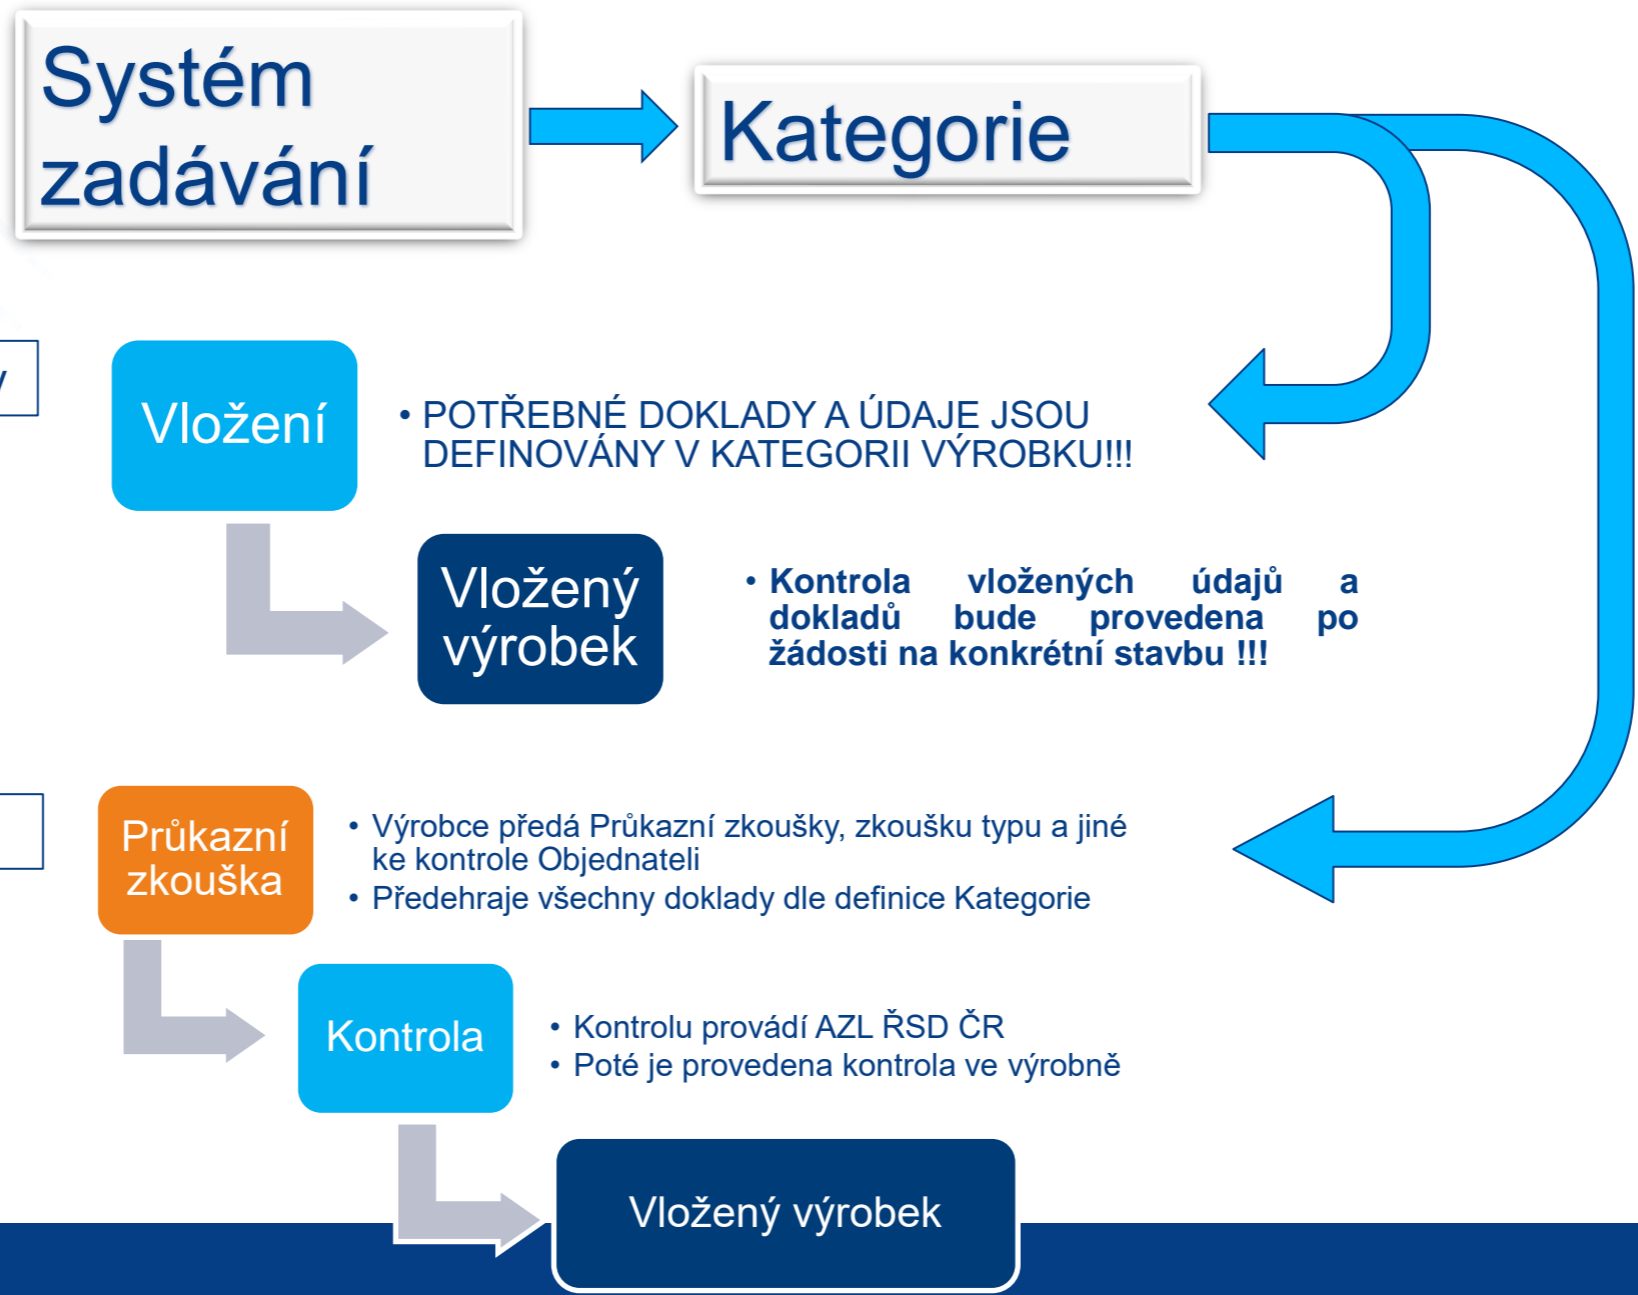 Systém
zadávání
Kategorie
Vložení
• POTŘEBNÉ DOKLADY A ÚDAJE JSOU
DEFINOVÁNY V KATEGORII VÝROBKU!!!
Vložený
výrobek
• Kontrola vložených údajů a
dokladů bude provedena po
žádosti na konkrétní stavbu !!!
Průkazní
zkouška
• Výrobce předá Průkazní zkoušky, zkoušku typu a jiné
ke kontrole Objednateli
• Předehraje všechny doklady dle definice Kategorie
Kontrola
• Kontrolu provádí AZL ŘSD ČR
• Poté je provedena kontrola ve výrobně
Vložený výrobek